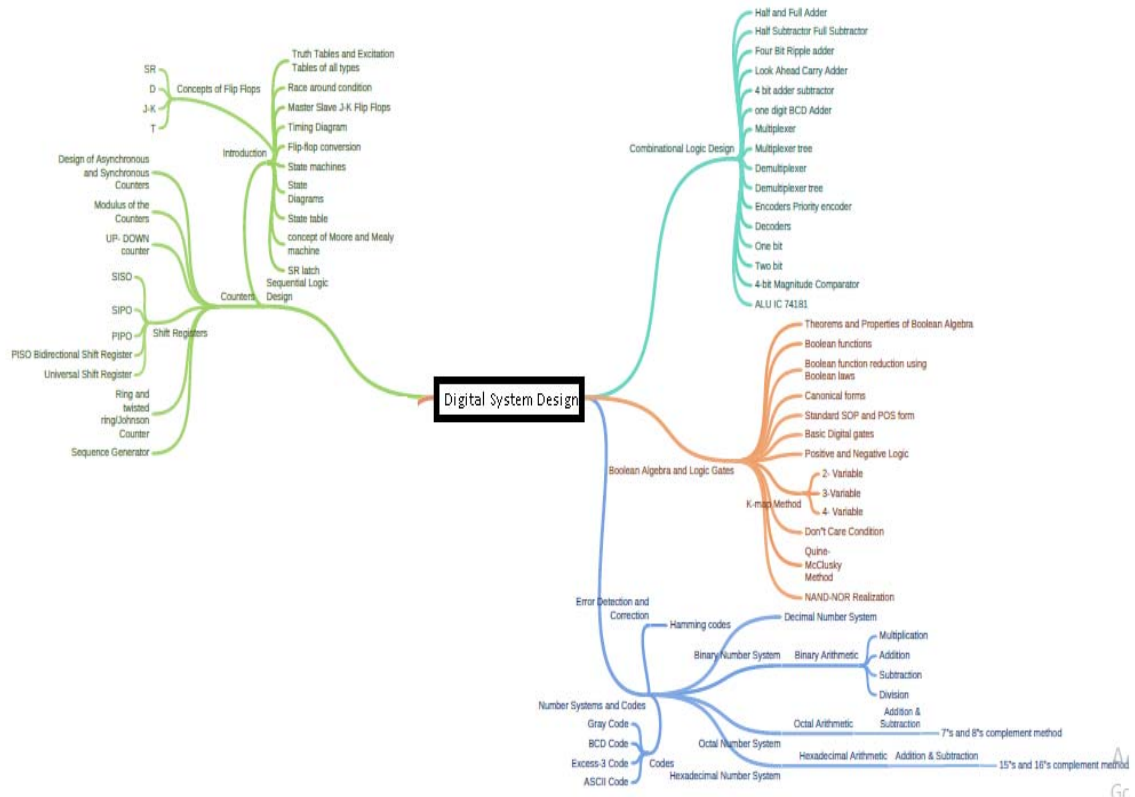 Digital System Design
Combinational Logic Design
Half and Full Adder
Half Subtractor Full Subtractor
Four Bit Ripple adder
Look Ahead Carry Adder
4 bit adder subtractor
one digit BCD Adder
Multiplexer
Multiplexer tree
Demultiplexer
Demultiplexer tree
Encoders Priority encoder
Decoders
One bit
Two bit
4-bit Magnitude Comparator
ALU IC 74181
Boolean Algebra and Logic Gates
Theorems and Properties of Boolean Algebra
Boolean functions
Boolean function reduction using
Boolean laws
Canonical forms
Standard SOP and POS form
Basic Digital gates
Positive and Negative Logic
K-map Method
2- Variable
3-Variable
4- Variable
Don"t Care Condition
Quine-
McClusky
Method
NAND-NOR Realization
Number Systems and Codes
Error Detection and
Correction
Hamming codes
Decimal Number System
Binary Number System
Binary Arithmetic
Multiplication
Addition
Subtraction
Division
Octal Number System
Octal Arithmetic
Addition &
Subtraction
7"s and 8"s complement method
Hexadecimal Number System
Hexadecimal Arithmetic
Addition & Subtraction
15"s and 16"s complement method
Codes
Gray Code
BCD Code
Excess-3 Code
ASCII Code
Sequential Logic
Design
Introduction
Concepts of Flip Flops
SR
D
J-K
T
Truth Tables and Excitation
Tables of all types
Race around condition
Master Slave J-K Flip Flops
Timing Diagram
Flip-flop conversion
State machines
State
Diagrams
State table
concept of Moore and Mealy
machine
SR latch
Counters
Design of Asynchronous
and Synchronous
Counters
Modulus of the
Counters
UP- DOWN
counter
Shift Registers
SISO
SIPO
PIPO
PISO Bidirectional Shift Register
Universal Shift Register
Ring and
twisted
ring/Johnson
Counter
Sequence Generator